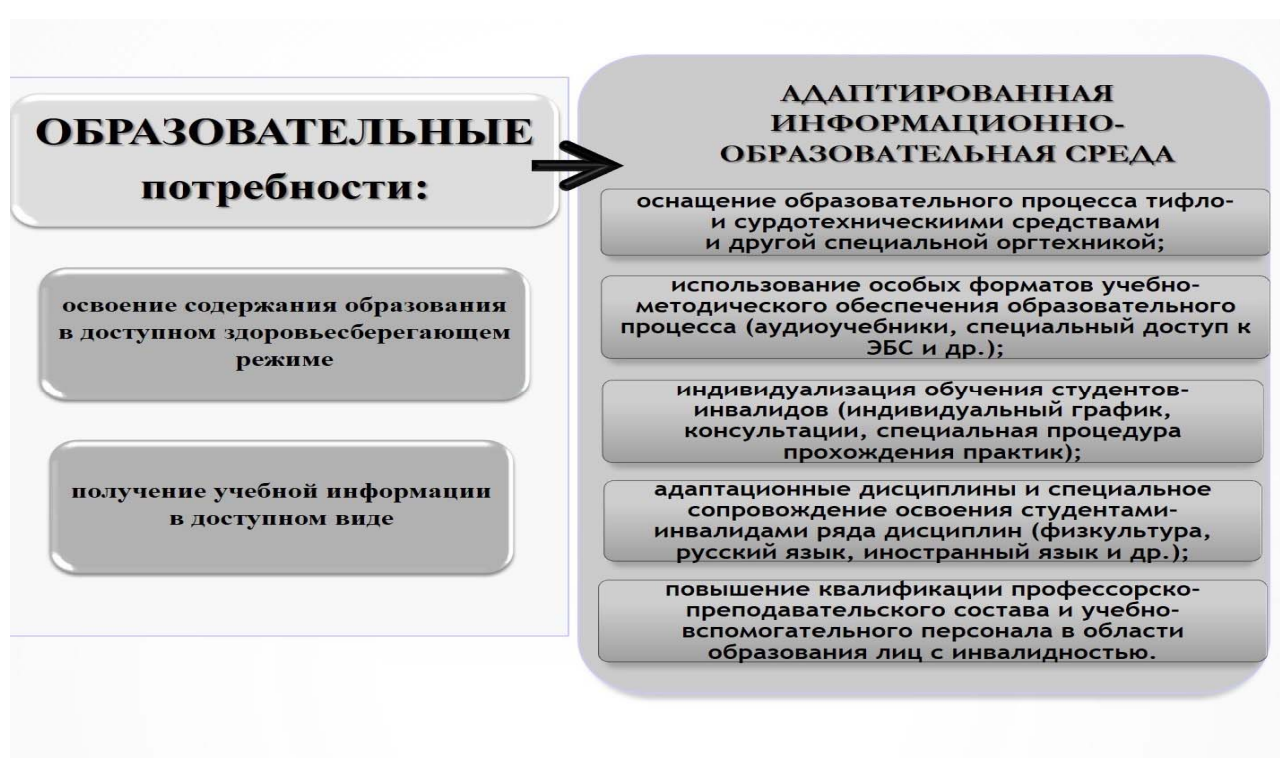 ОБРАЗОВАТЕЛЬНЫЕ
потребности:
освоение содержания образования
в доступном здоровьесберегающем
режиме
получение учебной информации
в доступном виде
АДАПТИРОВАННАЯ
ИНФОРМАЦИОННО-
ОБРАЗОВАТЕЛЬНАЯ СРЕДА
оснащение образовательного процесса тифло-
и сурдотехническиими средствами
и другой специальной оргтехникой;
использование особых форматов учебно-
методического обеспечения образовательного
процесса (аудиоучебники, специальный доступ к
ЭБС и др.);
индивидуализация обучения студентов-
инвалидов (индивидуальный график,
консультации, специальная процедура
прохождения практик);
адаптационные дисциплины и специальное
сопровождение освоения студентами-
инвалидами ряда дисциплин (физкультура,
русский язык, иностранный язык и др.);
повышение квалификации профессорско-
преподавательского состава и учебно-
вспомогательного персонала в области
образования лиц с инвалидностью.